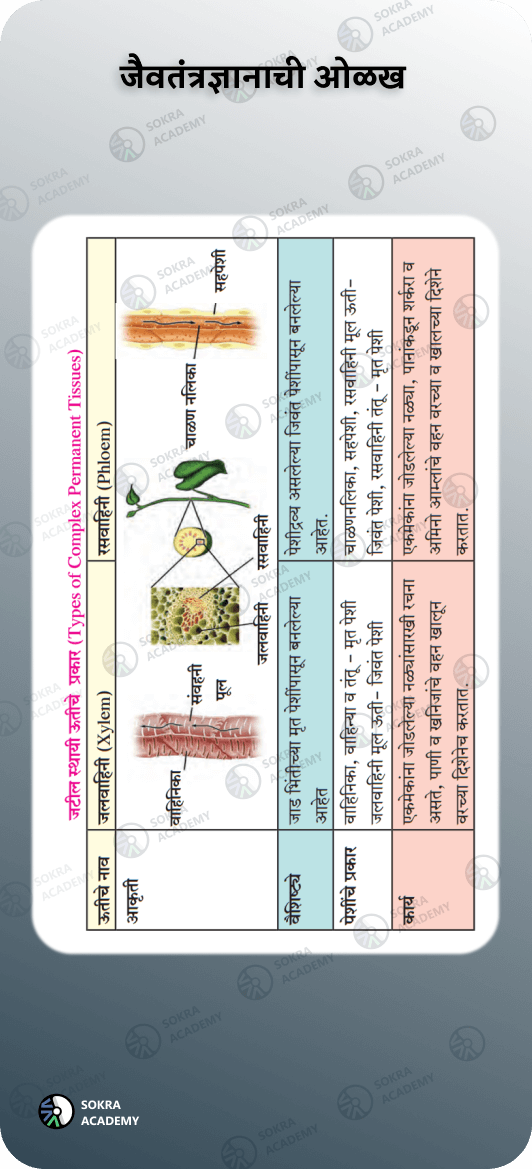 जैवतंत्रज्ञानाची ओळख
जटील स्थायी ऊतीचे प्रकार (Types of Complex Permanent Tissues)
ऊतीचे नाव
जलवाहिनी (Xylem)
रसवाहिनी (Phloem)
आकृती
वाहिनिका
संवहनी
पूल
जलवाहिनी
रसवाहिनी
चाळण नलिका
सहपेशी
वैशिष्ट्ये
जाड भिंतीच्या मृत पेशींपासून बनलेल्या
आहेत
पेशीद्रव्य असलेल्या जिवंत पेशींपासून बनलेल्या
आहेत.
पेशींचे प्रकार
वाहिनिका, वाहिन्या व तंतू - मृत पेशी
जलवाहिनी मूल ऊती- जिवंत पेशी
चाळणनलिका, सहपेशी, रसवाहिनी मूल ऊती-
जिवंत पेशी, रसवाहिनी तंतू - मृत पेशी
कार्य
एकमेकांना जोडलेल्या नळ्यांसारखी रचना
असते, पाणी व खनिजांचे वहन खालून
वरच्या दिशेनेच करतात.
एकमेकांना जोडलेल्या नळ्या, पानांकडून शर्करा व
अमिनो आम्लांचे वहन वरच्या व खालच्या दिशेने
करतात.
SOKRA
ACADEMY